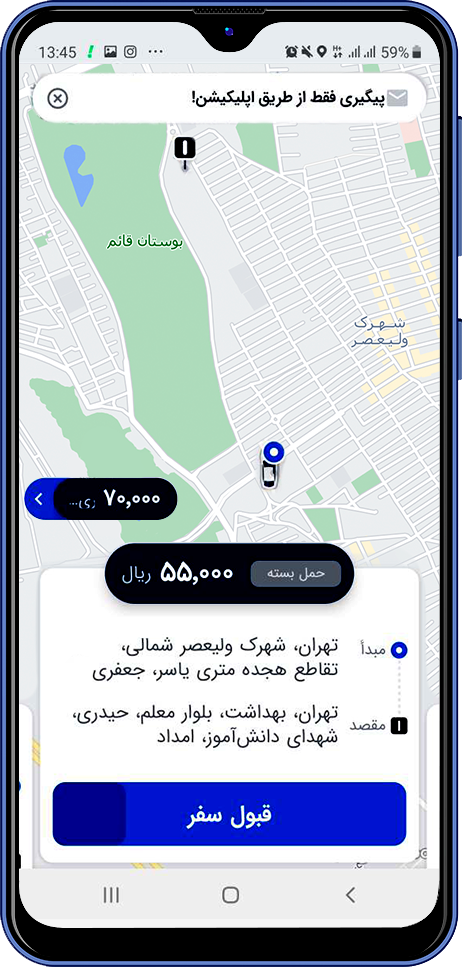 13:45
59%
پیگیری فقط از طریق اپلیکیشن!
بوستان قائم
شهرک
ولیعصر
۷۰,۰۰۰ ری...
حمل بسته ۵۵,۰۰۰ ریال
مبدأ تهران، شهرک ولیعصر شمالی،
تقاطع هجده متری یاسر، جعفری
مقصد تهران، بهداشت، بلوار معلم، حیدری،
شهدای دانش‌آموز، امداد
قبول سفر